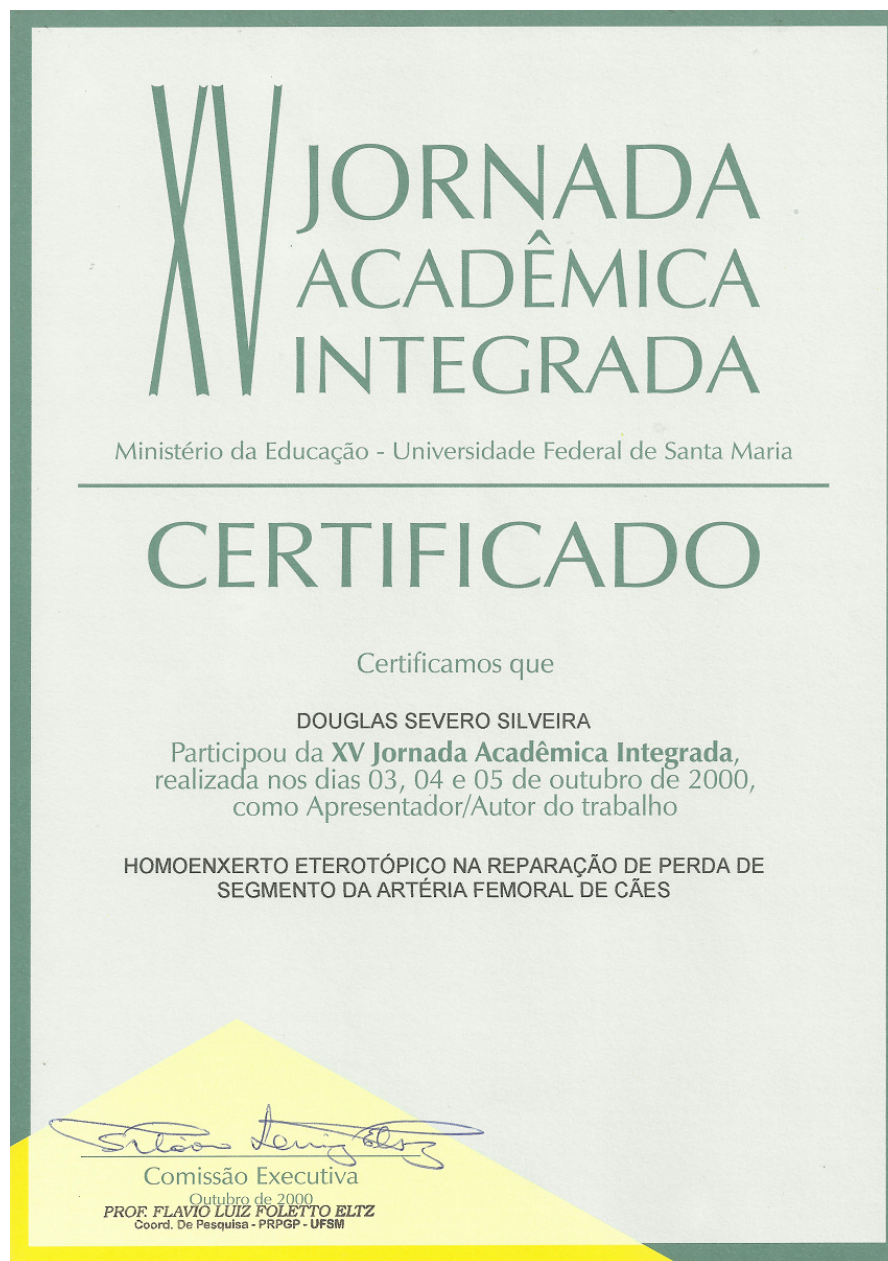 XV JORNADA
ACADÊMICA
INTEGRADA
Ministério da Educação - Universidade Federal de Santa Maria
CERTIFICADO
Certificamos que
DOUGLAS SEVERO SILVEIRA
Participou da XV Jornada Acadêmica Integrada,
realizada nos dias 03, 04 e 05 de outubro de 2000,
como Apresentador/Autor do trabalho
HOMOENXERTO ETEROTÓPICO NA REPARAÇÃO DE PERDA DE
SEGMENTO DA ARTÉRIA FEMORAL DE CÃES
Comissão Executiva
Outubro de 2000
PROF. FLAVIO LUIZ FOLETTO ELTZ
Coord. De Pesquisa - PRPGP - UFSM